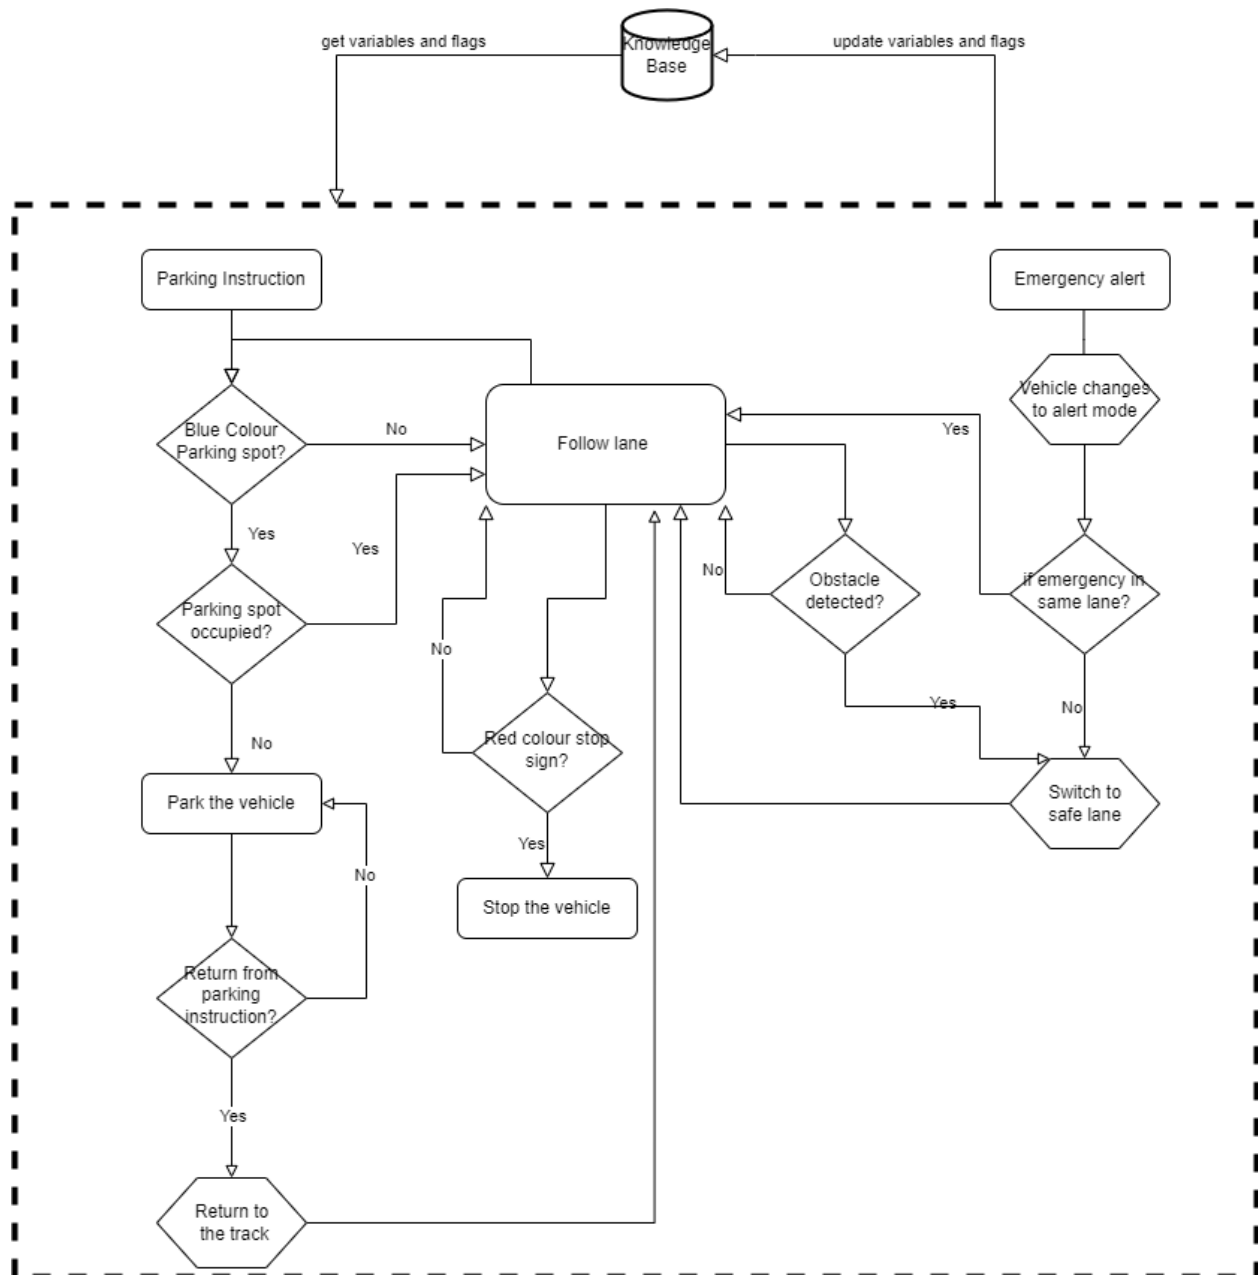 get variables and flags
Knowledge
Base
update variables and flags
Parking Instruction
Emergency alert
Vehicle changes
to alert mode
Blue Colour
Parking spot?
No
Follow lane
Yes
Yes
Yes
Parking spot
occupied?
No
Obstacle
detected?
if emergency in
same lane?
No
Yes
No
No
Red colour stop
sign?
Park the vehicle
Switch to
safe lane
Yes
No
Stop the vehicle
Return from
parking
instruction?
Yes
Return to
the track